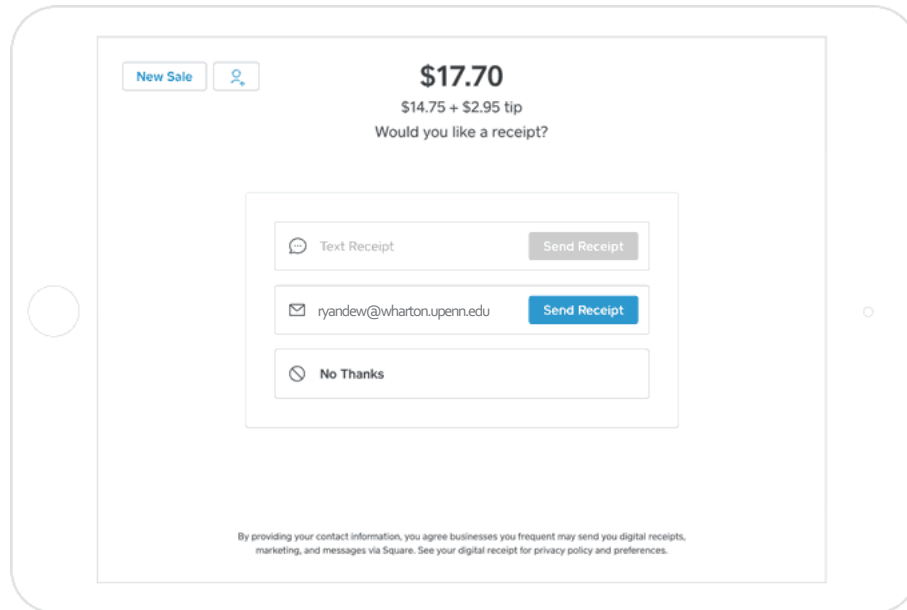 New Sale
$17.70
$14.75 + $2.95 tip
Would you like a receipt?
Text Receipt
Send Receipt
ryandew@wharton.upenn.edu
Send Receipt
No Thanks
By providing your contact information, you agree businesses you frequent may send you digital receipts,
marketing, and messages via Square. See your digital receipt for privacy policy and preferences.